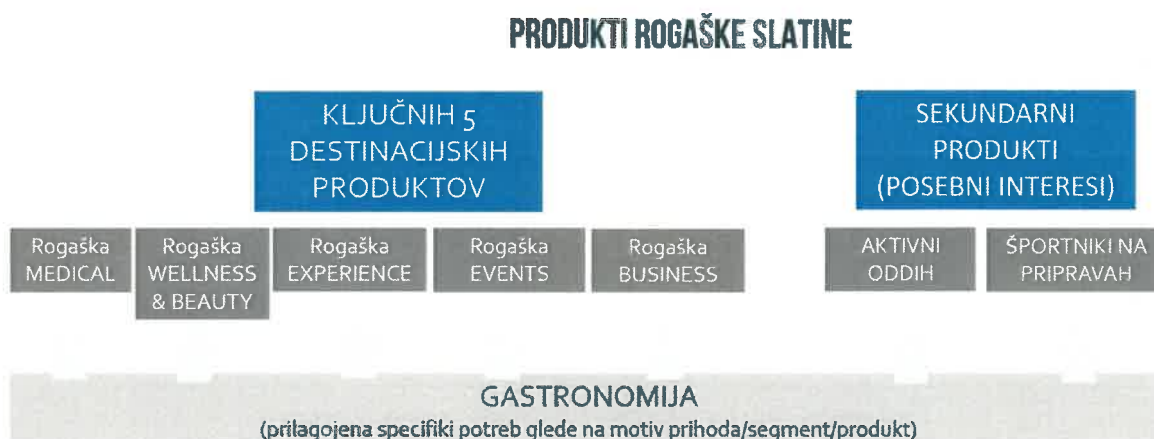 PRODUKTI ROGAŠKE SLATINE
KLJUČNIH 5
DESTINACIJSKIH
PRODUKTOV
SEKUNDARNI
PRODUKTI
(POSEBNI INTERESI)
Rogaška
MEDICAL
Rogaška
WELLNESS
& BEAUTY
Rogaška
EXPERIENCE
Rogaška
EVENTS
Rogaška
BUSINESS
AKTIVNI
ODDIH
ŠPORTNIKI NA
PRIPRAVAH
GASTRONOMIJA
(prilagojena specifiki potreb glede na motiv prihoda/segment/produkt)